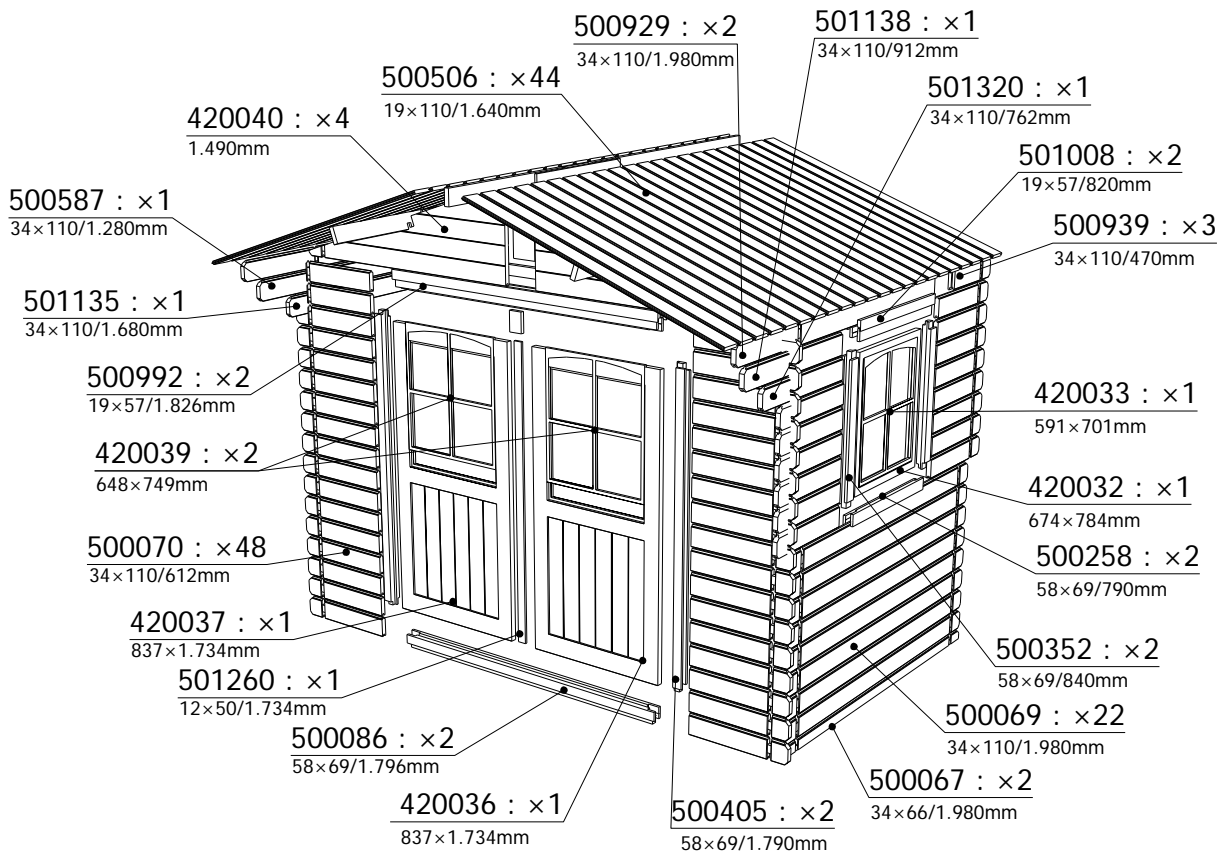 500929 : ×2
34×110/1.980mm
501138 : ×1
34×110/912mm
500506 : ×44
19×110/1.640mm
501320 : ×1
34×110/762mm
420040 : ×4
1.490mm
501008 : ×2
19×57/820mm
500587 : ×1
34×110/1.280mm
500939 : ×3
34×110/470mm
501135 : ×1
34×110/1.680mm
500992 : ×2
19×57/1.826mm
420033 : ×1
591×701mm
420039 : ×2
648×749mm
420032 : ×1
674×784mm
500070 : ×48
34×110/612mm
500258 : ×2
58×69/790mm
420037 : ×1
837×1.734mm
500352 : ×2
58×69/840mm
501260 : ×1
12×50/1.734mm
500069 : ×22
34×110/1.980mm
500086 : ×2
58×69/1.796mm
500067 : ×2
34×66/1.980mm
420036 : ×1
837×1.734mm
500405 : ×2
58×69/1.790mm